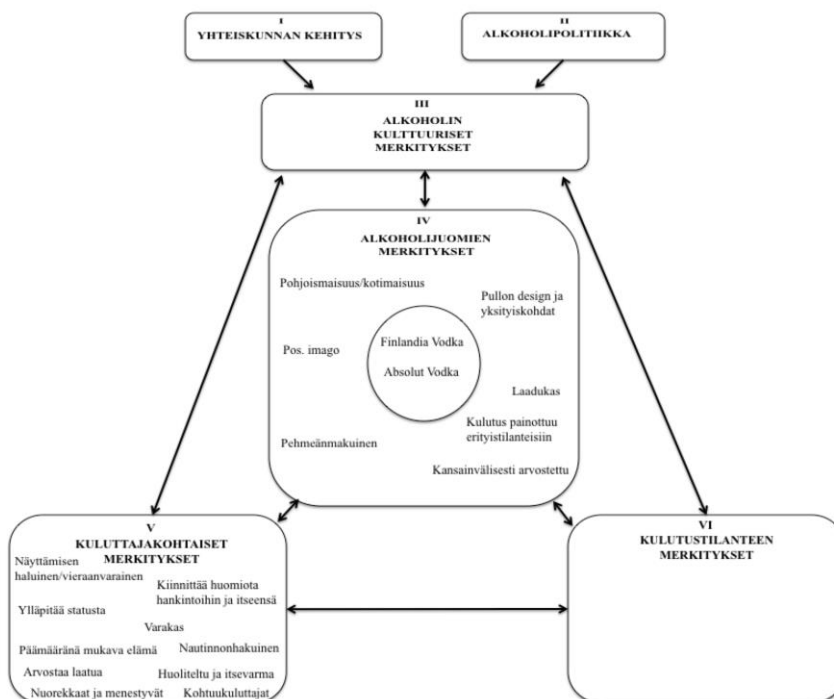 I
YHTEISKUNNAN KEHITYS
II
ALKOHOLIPOLITIIKKA
III
ALKOHOLIN
KULTTUURISET
MERKITYKSET
IV
ALKOHOLIJUOMIEN
MERKITYKSET
Pohjoismaisuus/kotimaisuus
Pullon design ja
yksityiskohdat
Finlandia Vodka
Absolut Vodka
Pos. imago
Laadukas
Kulutus painottuu
erityistilanteisiin
Pehmeänmakuinen
Kansainvälisesti arvostettu
V
KULUTTAJAKOHTAISET
MERKITYKSET
Näyttämisen
haluinen/vieraanvarainen
Kiinnittää huomiota
hankintoihin ja itseensä
Ylläpitää statusta
Varakas
Päämääränä mukava elämä
Nautinnonhakuinen
Arvostaa laatua
Huoliteltu ja itsevarma
Nuorekkaat ja menestyvät
Kohtuukuluttajat
VI
KULUTUSTILANTEEN
MERKITYKSET